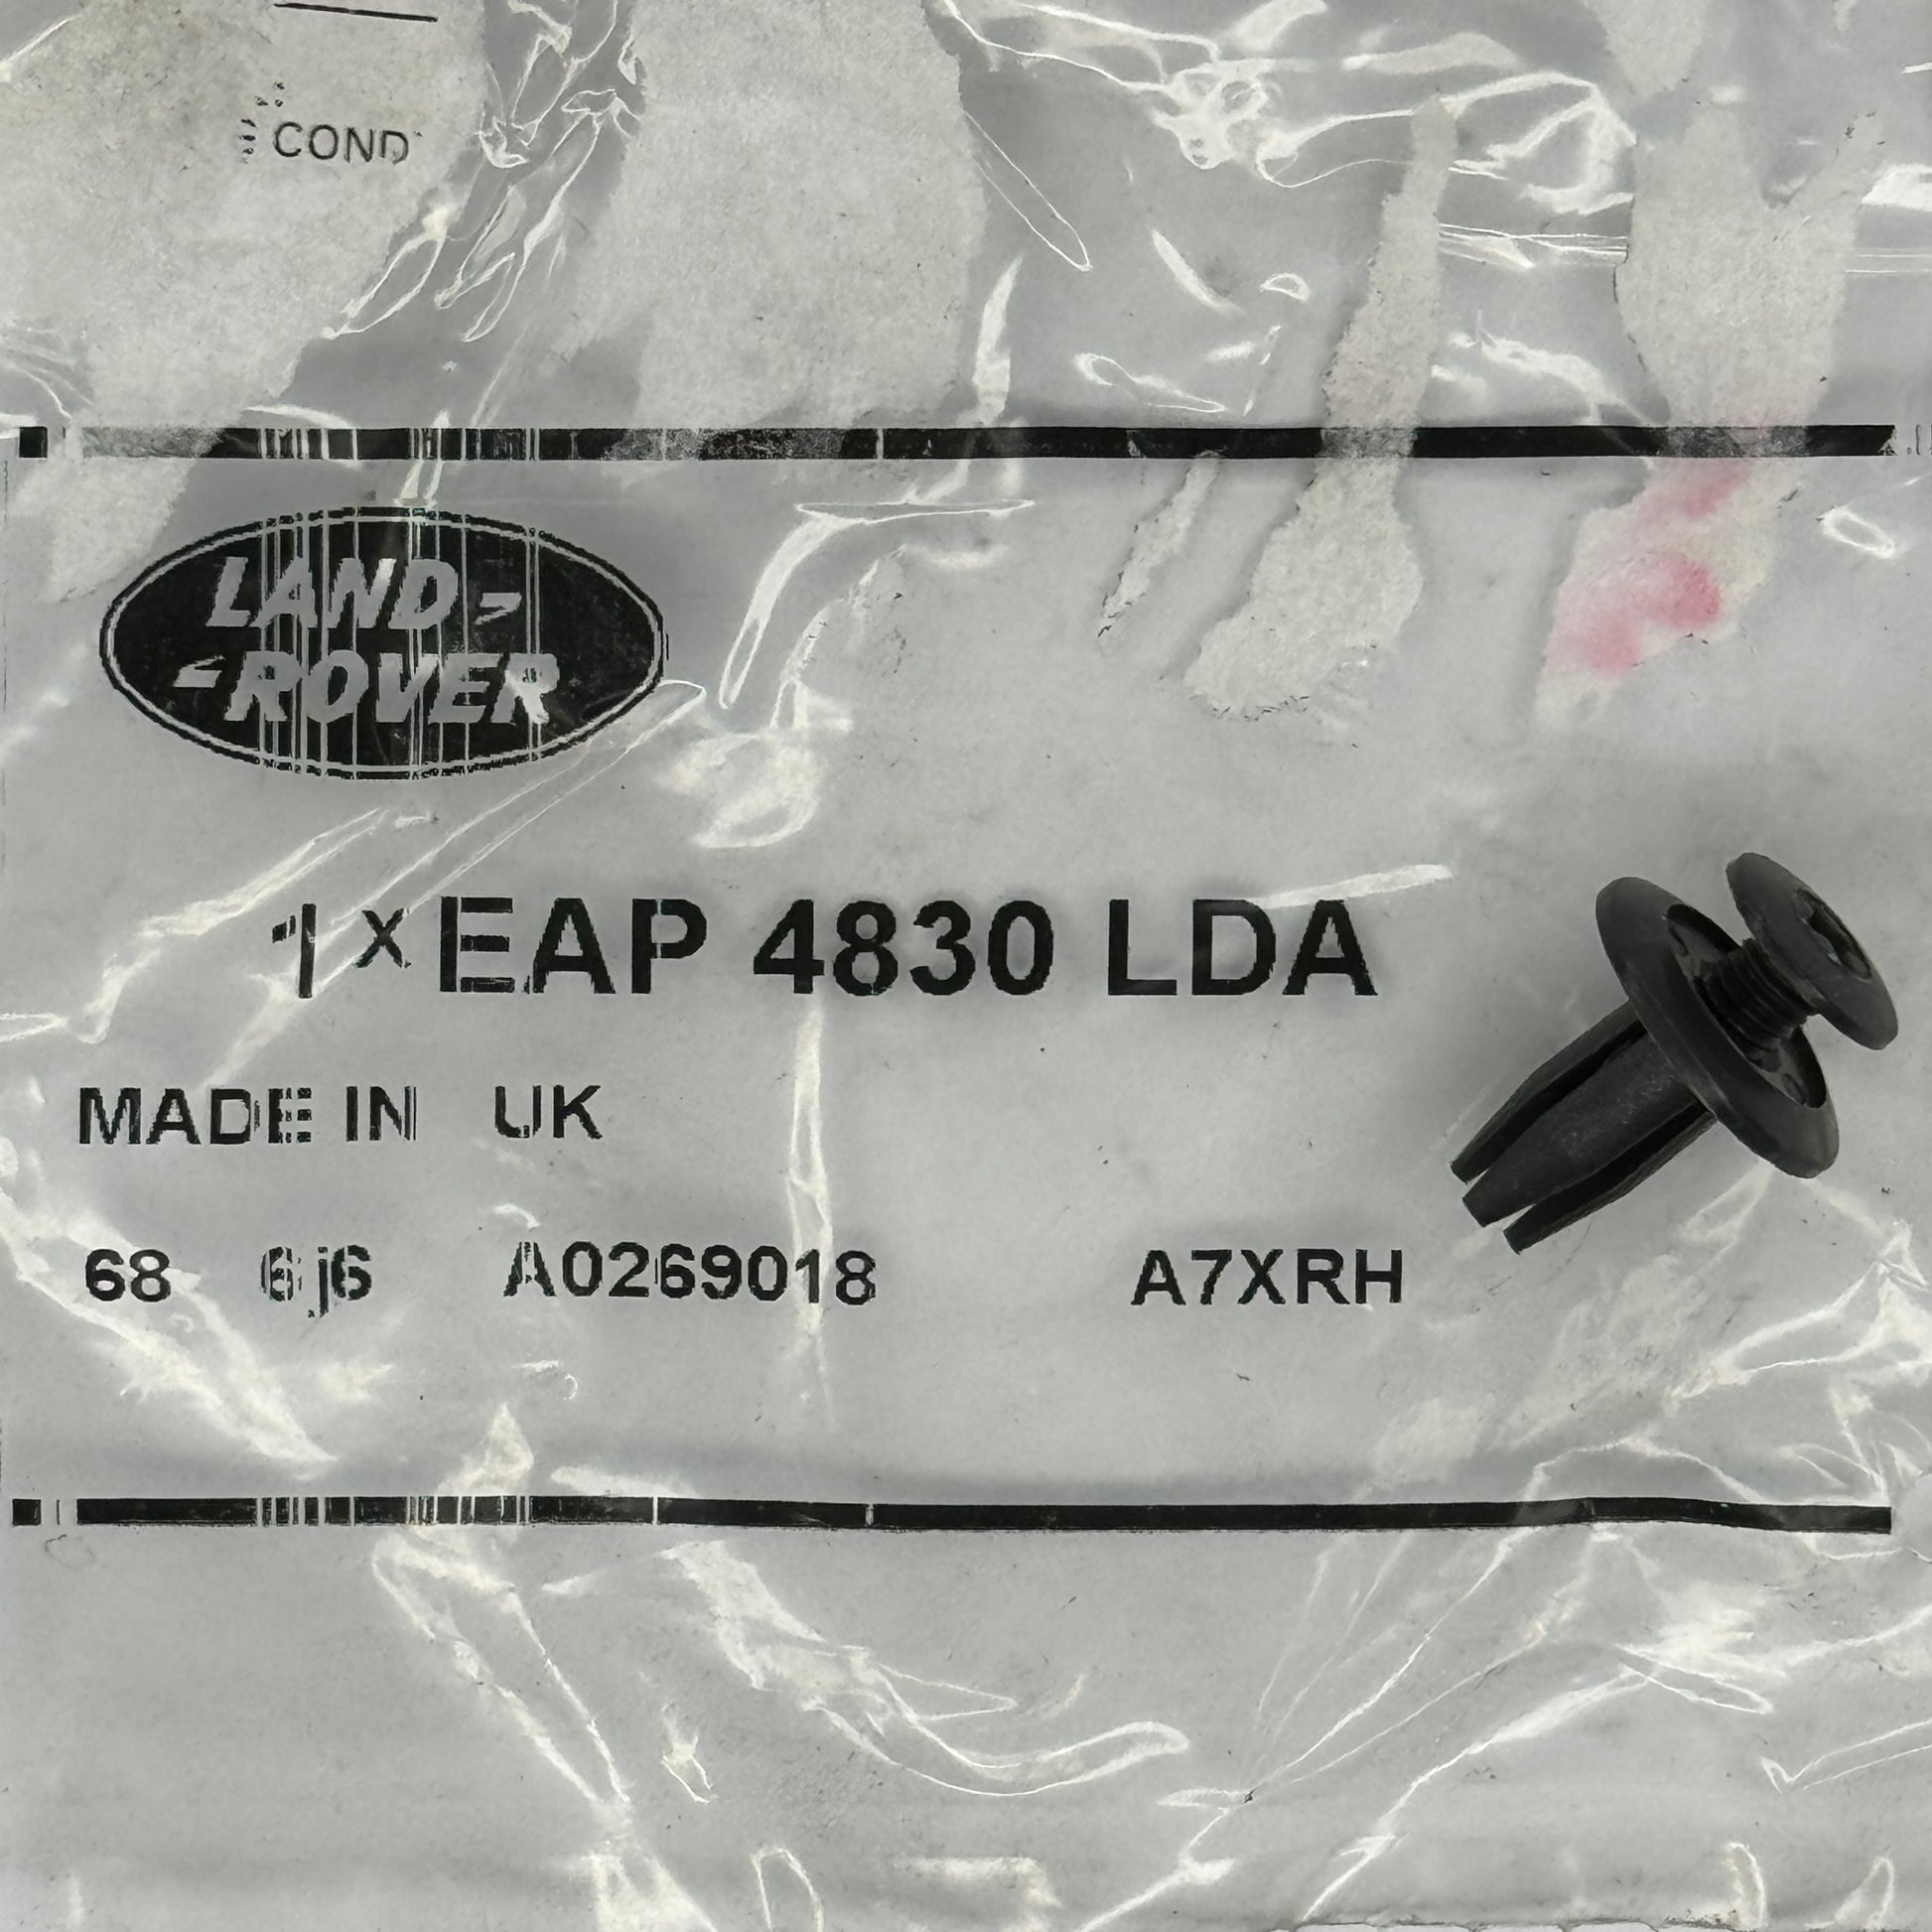 COND
LAND-
-ROVER
1 x EAP 4830 LDA
MADE IN UK
68 6j6 A0269018 A7XRH